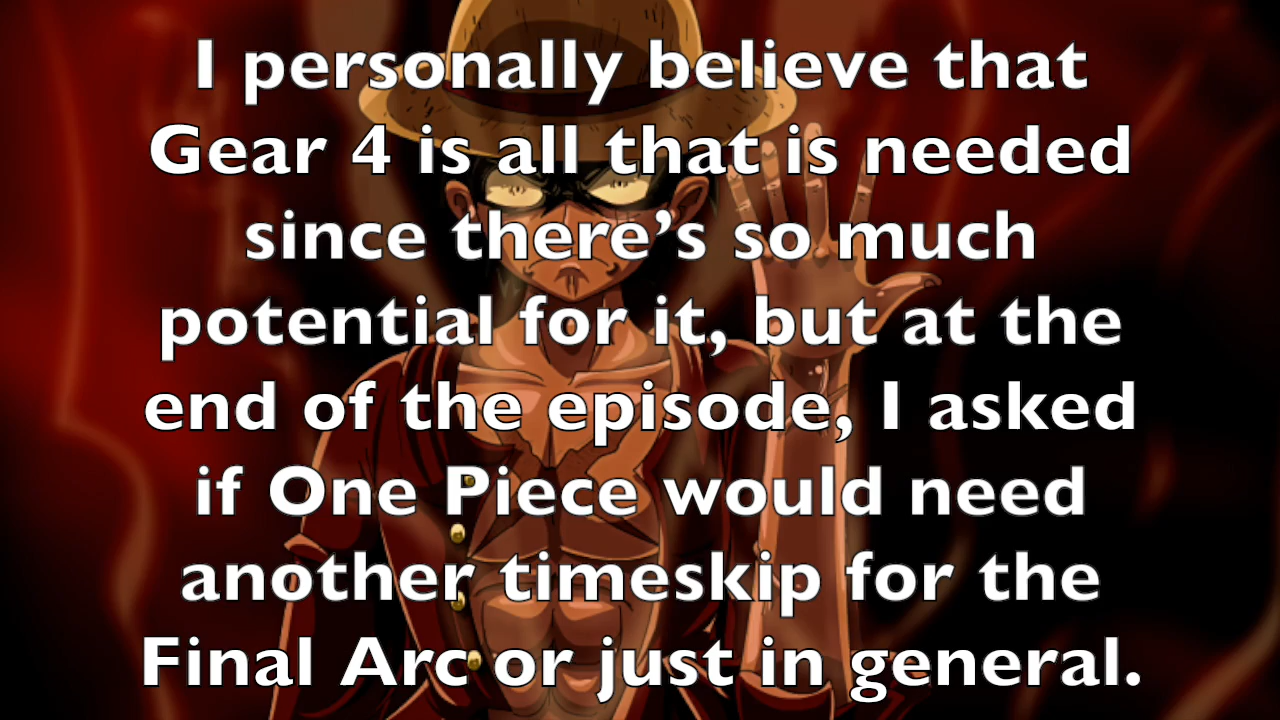 I personally believe that
Gear 4 is all that is needed
since there’s so much
potential for it, but at the
end of the episode, I asked
if One Piece would need
another timeskip for the
Final Arc or just in general.